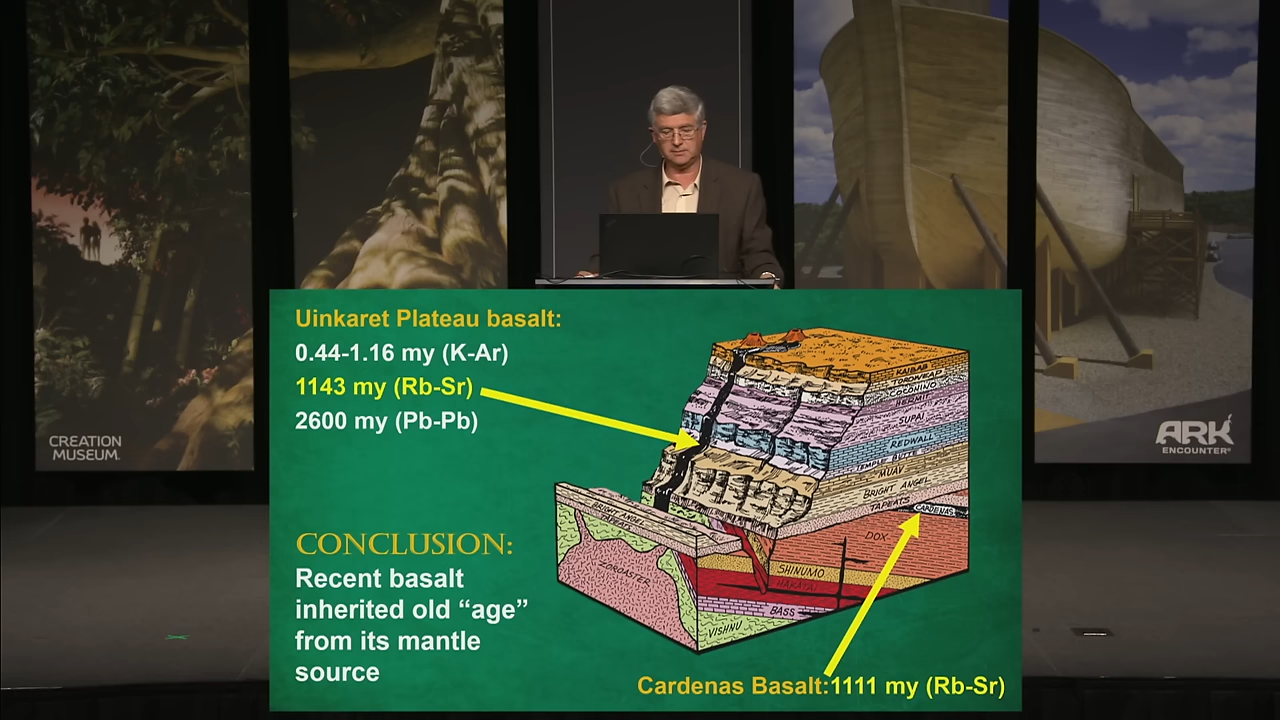 CREATION
MUSEUM
ARK
ENCOUNTER
Uinkaret Plateau basalt:
0.44-1.16 my (K-Ar)
1143 my (Rb-Sr)
2600 my (Pb-Pb)
CONCLUSION:
Recent basalt
inherited old “age”
from its mantle
source
KAIBAB
TOROWEAP
COCONINO
HERMIT
SUPAI
REDWALL
TEMPLE BUTTE
MUAV
BRIGHT ANGEL
TAPEATS
CARDENAS
DOX
SHINUMO
HAKATAI
BASS
VISHNU
BRIGHT ANGEL
TAPEATS
ZOROASTER
Cardenas Basalt:1111 my (Rb-Sr)